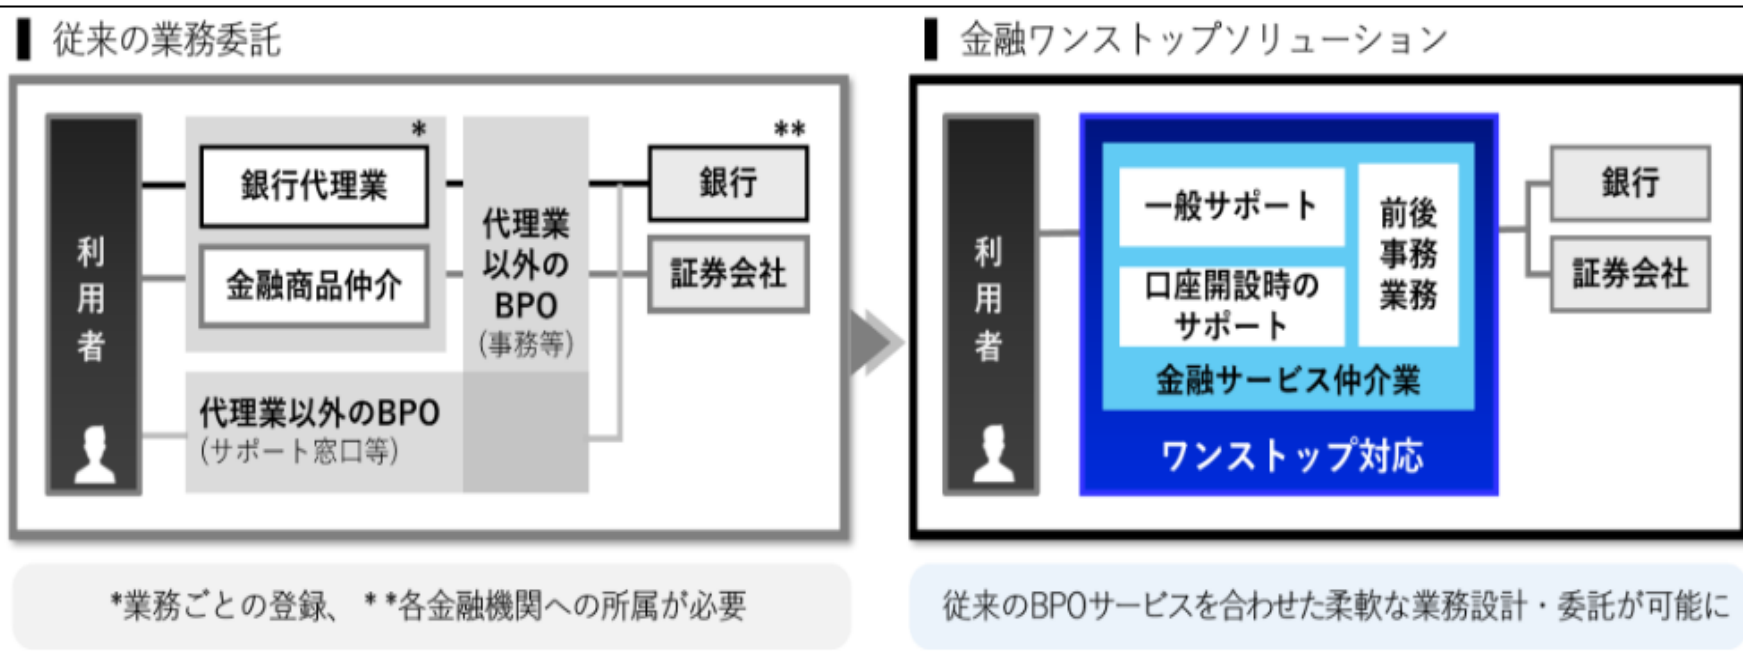 従来の業務委託
利用者
*
銀行代理業
金融商品仲介
代理業
以外の
BPO
(事務等)
代理業以外のBPO
(サポート窓口等)
**
銀行
証券会社
*業務ごとの登録、**各金融機関への所属が必要
金融ワンストップソリューション
利用者
一般サポート
口座開設時の
サポート
前後
事務
業務
金融サービス仲介業
ワンストップ対応
銀行
証券会社
従来のBPOサービスを合わせた柔軟な業務設計・委託が可能に